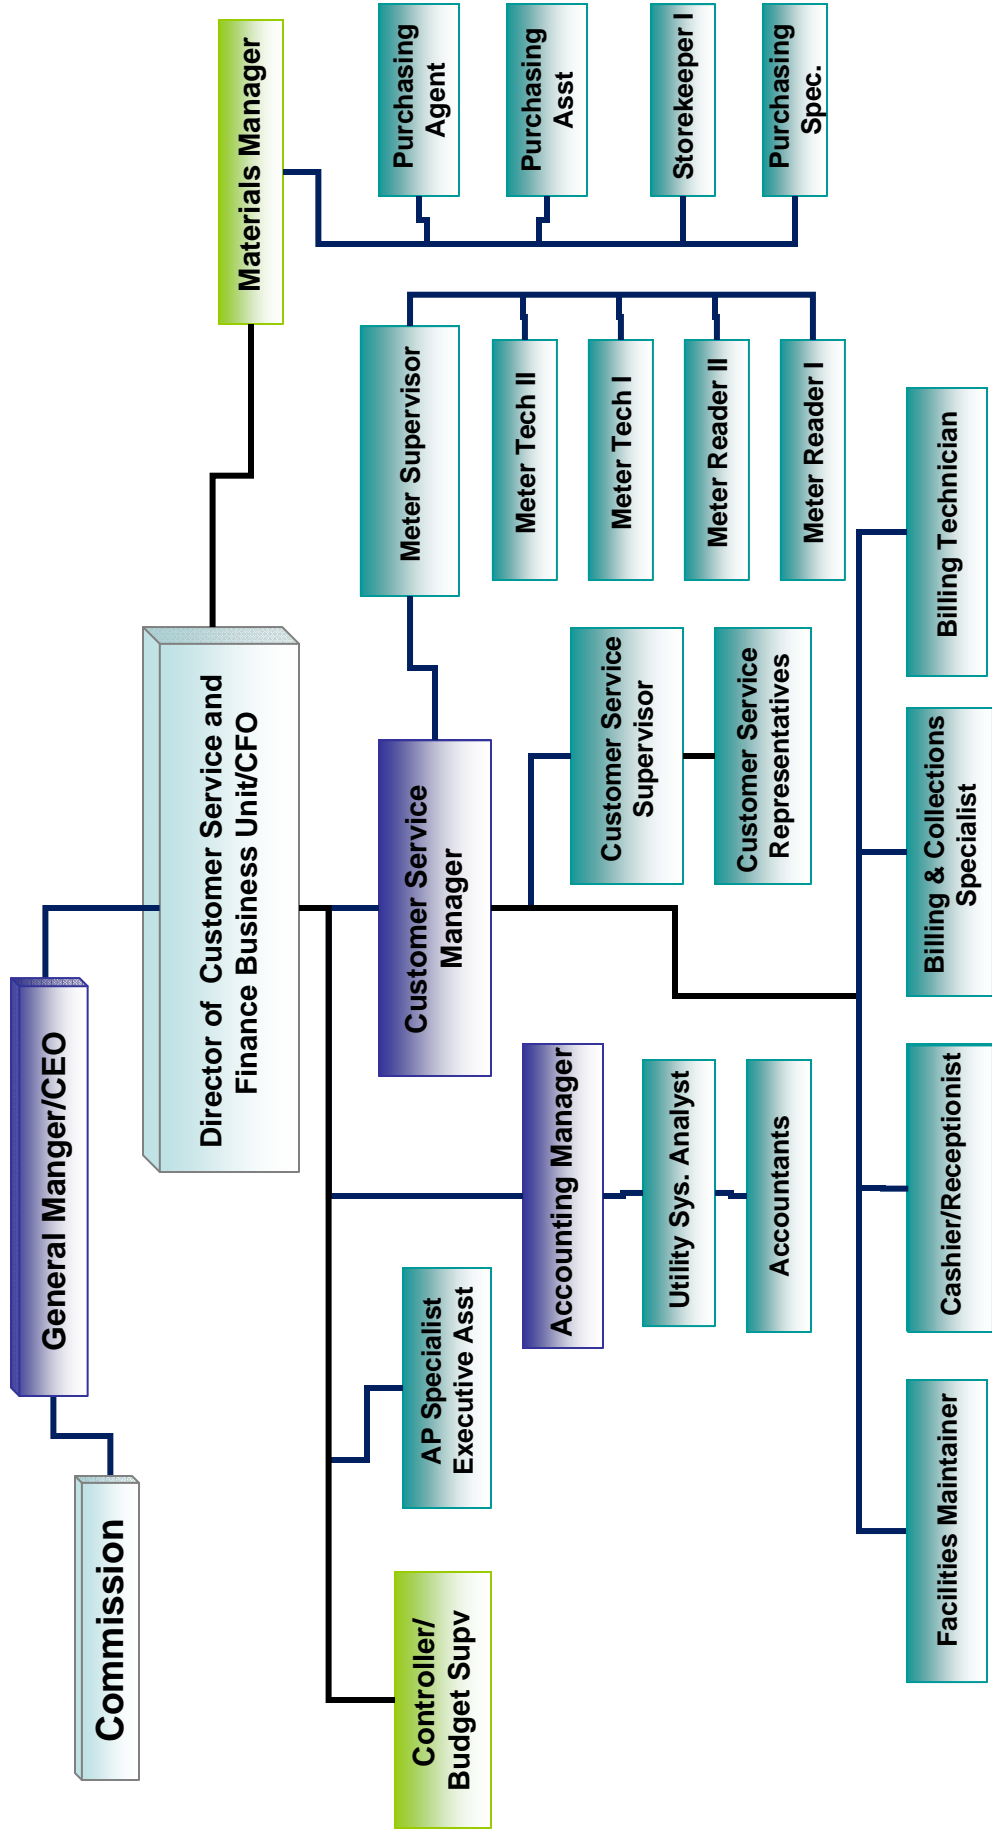 Commission
General Manger/CEO
Director of Customer Service and
Finance Business Unit/CFO
Materials Manager
Controller/
Budget Supv
AP Specialist
Executive Asst
Accounting Manager
Utility Sys. Analyst
Accountants
Customer Service
Manager
Customer Service
Supervisor
Customer Service
Representatives
Meter Supervisor
Meter Tech II
Meter Tech I
Meter Reader II
Meter Reader I
Purchasing
Agent
Purchasing
Asst
Storekeeper I
Purchasing
Spec.
Facilities Maintainer
Cashier/Receptionist
Billing & Collections
Specialist
Billing Technician